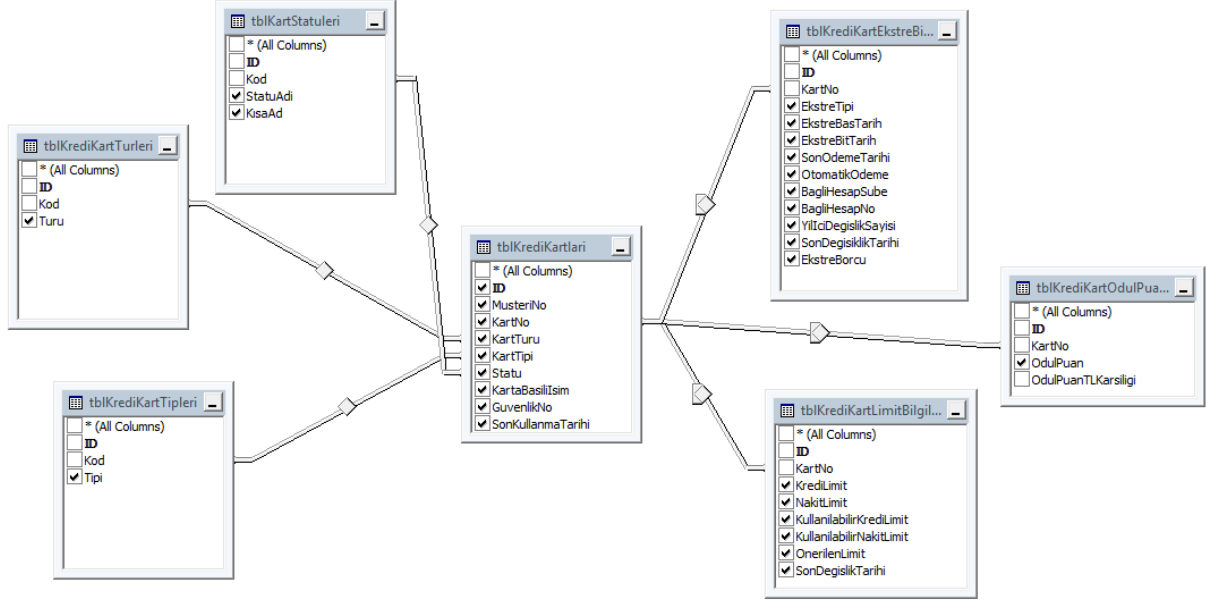 tblKartStatuleri
* (All Columns)
ID
Kod
StatuAdi
KısaAd
tblKrediKartTurleri
* (All Columns)
ID
Kod
Turu
tblKrediKartTipleri
* (All Columns)
ID
Kod
Tipi
tblKrediKartlari
* (All Columns)
ID
MusteriNo
KartNo
KartTuru
KartTipi
Statu
KartaBasiliIsim
GuvenlikNo
SonKullanmaTarihi
tblKrediKartEkstreBi...
* (All Columns)
ID
KartNo
EkstreTipi
EkstreBasTarih
EkstreBitTarih
SonOdemeTarihi
OtomatikOdeme
BagliHesapSube
BagliHesapNo
YilIciDegislikSayisi
SonDegisiklikTarihi
EkstreBorcu
tblKrediKartOdulPua...
* (All Columns)
ID
KartNo
OdulPuan
OdulPuanTLKarsiligi
tblKrediKartLimitBilgil...
* (All Columns)
ID
KartNo
KrediLimit
NakitLimit
KullanilabilirKrediLimit
KullanilabilirNakitLimit
OnerilenLimit
SonDegislikTarihi